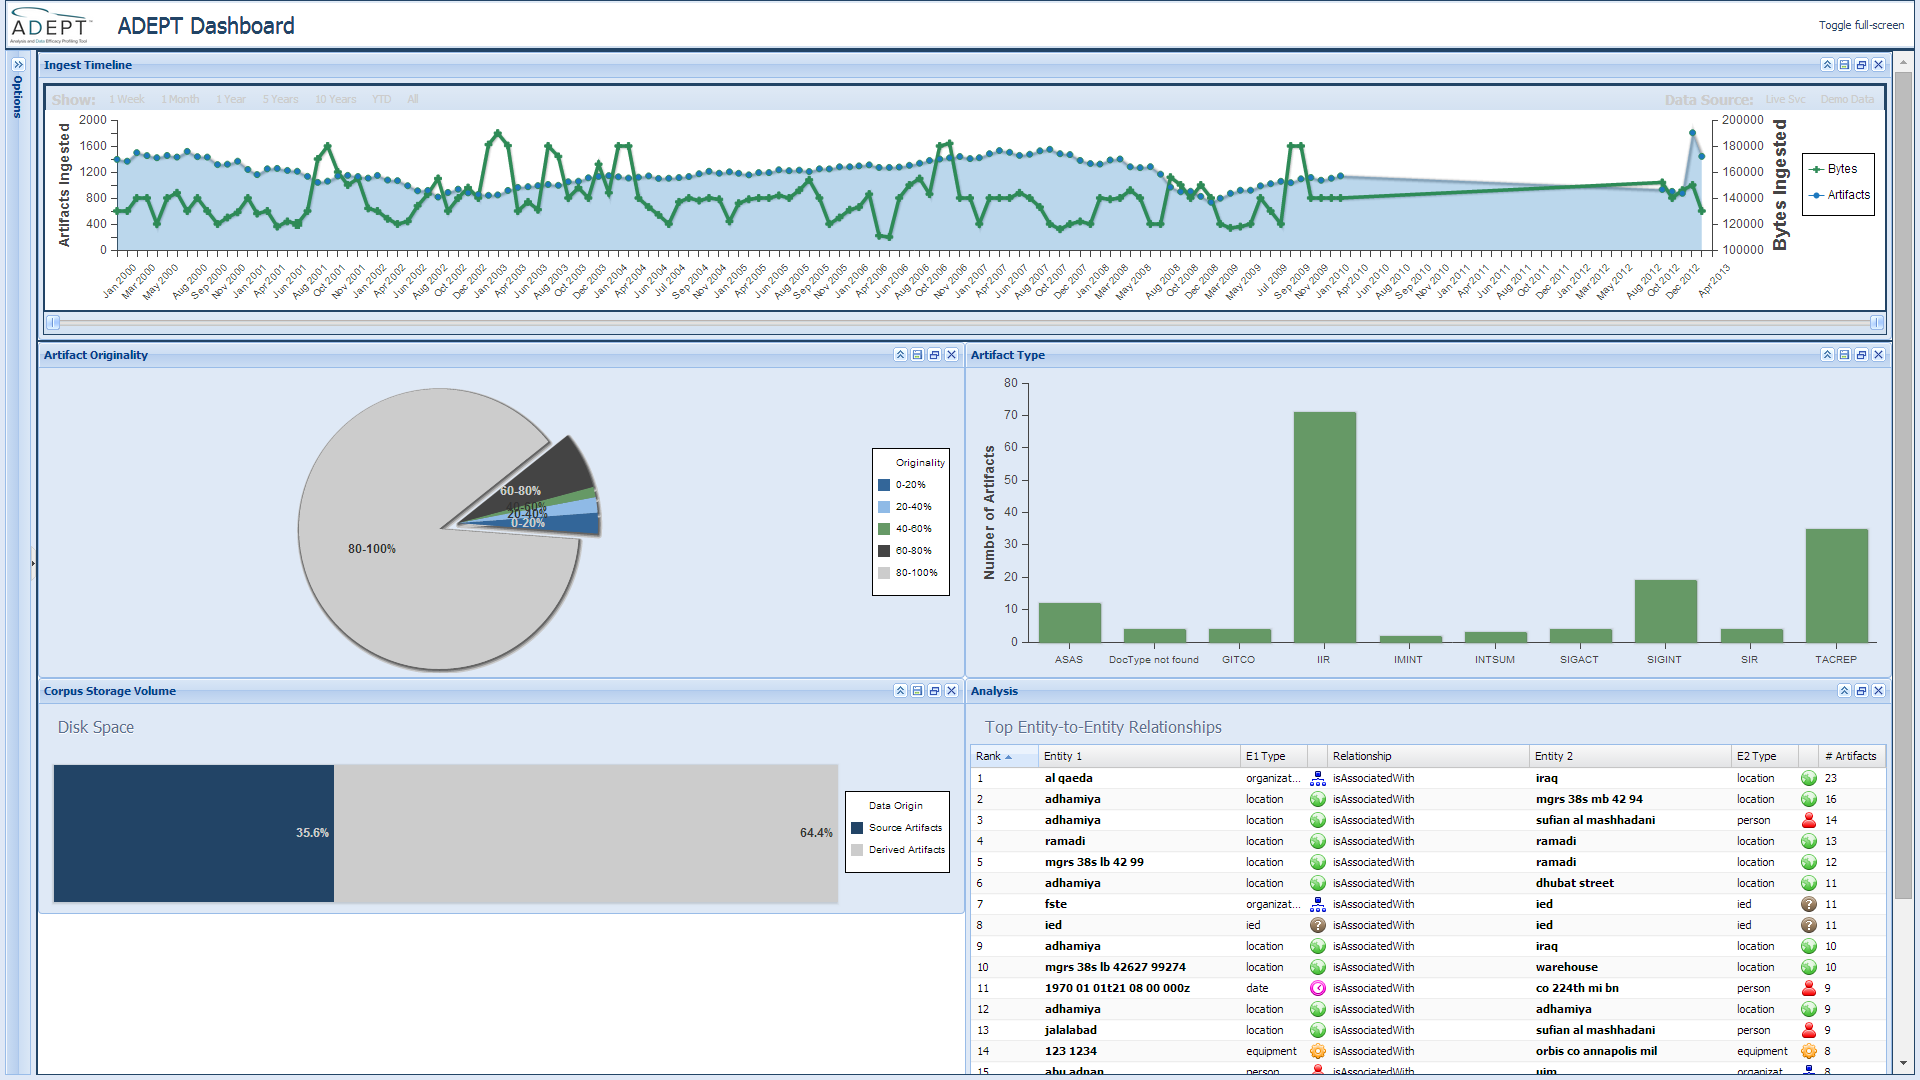 ADEPT
Analysis and Data Efficacy Profiling Tool
ADEPT Dashboard
Toggle full-screen
Options
Ingest Timeline
Show: 1 Week 1 Month 1 Year 5 Years 10 Years YTD All
Data Source: Live Svc Demo Data
Artifacts Ingested
2000
1600
1200
800
400
0
200000
180000
160000
140000
120000
100000
Bytes Ingested
Bytes
Artifacts
Jan 2000 Mar 2000 May 2000 Aug 2000 Sep 2000 Nov 2000 Jan 2001 Apr 2001 Jun 2001 Aug 2001 Oct 2001 Nov 2001 Jan 2002 Apr 2002 Jun 2002 Aug 2002 Oct 2002 Dec 2002 Jan 2003 Apr 2003 Jun 2003 Aug 2003 Oct 2003 Dec 2003 Jan 2004 Apr 2004 Jun 2004 Jul 2004 Sep 2004 Nov 2004 Jan 2005 Apr 2005 Jun 2005 Aug 2005 Sep 2005 Nov 2005 Jan 2006 Apr 2006 Jun 2006 Aug 2006 Oct 2006 Nov 2007 Jan 2007 Apr 2007 Jun 2007 Aug 2007 Oct 2007 Dec 2007 Jan 2008 Mar 2008 May 2008 Aug 2008 Oct 2008 Dec 2008 Mar 2009 May 2009 Jul 2009 Sep 2009 Nov 2009 Jan 2010 Apr 2010 Jun 2010 Aug 2010 Sep 2010 Nov 2011 Jan 2011 Apr 2011 Jun 2011 Aug 2011 Oct 2011 Dec 2012 Jan 2012 Mar 2012 May 2012 Aug 2012 Oct 2012 Dec 2012 Apr 2013
Artifact Originality
60-80%
40-60%
20-40%
0-20%
80-100%
Originality
0-20%
20-40%
40-60%
60-80%
80-100%
Artifact Type
Number of Artifacts
80
70
60
50
40
30
20
10
0
ASAS DocType not found GITCO IIR IMINT INTSUM SIGACT SIGINT SIR TACREP
Corpus Storage Volume
Disk Space
35.6%
64.4%
Data Origin
Source Artifacts
Derived Artifacts
Analysis
Top Entity-to-Entity Relationships
Rank Entity 1 E1 Type Relationship Entity 2 E2 Type # Artifacts
1 al qaeda organizat... isAssociatedWith iraq location 23
2 adhamiya location isAssociatedWith mgrs 38s mb 42 94 location 16
3 adhamiya location isAssociatedWith sufian al mashhadani person 14
4 ramadi location isAssociatedWith ramadi location 13
5 mgrs 38s lb 42 99 location isAssociatedWith ramadi location 12
6 adhamiya location isAssociatedWith dhubat street location 11
7 fste organizat... isAssociatedWith ied ied 11
8 ied ied isAssociatedWith ied ied 11
9 adhamiya location isAssociatedWith iraq location 10
10 mgrs 38s lb 42627 99274 location isAssociatedWith warehouse location 10
11 1970 01 01t21 08 00 000z date isAssociatedWith co 224th mi bn person 9
12 adhamiya location isAssociatedWith adhamiya location 9
13 jalalabad location isAssociatedWith sufian al mashhadani person 9
14 123 1234 equipment isAssociatedWith orbis co annapolis mil equipment 8
15 abu adnan person isAssociatedWith uim organizat... 8